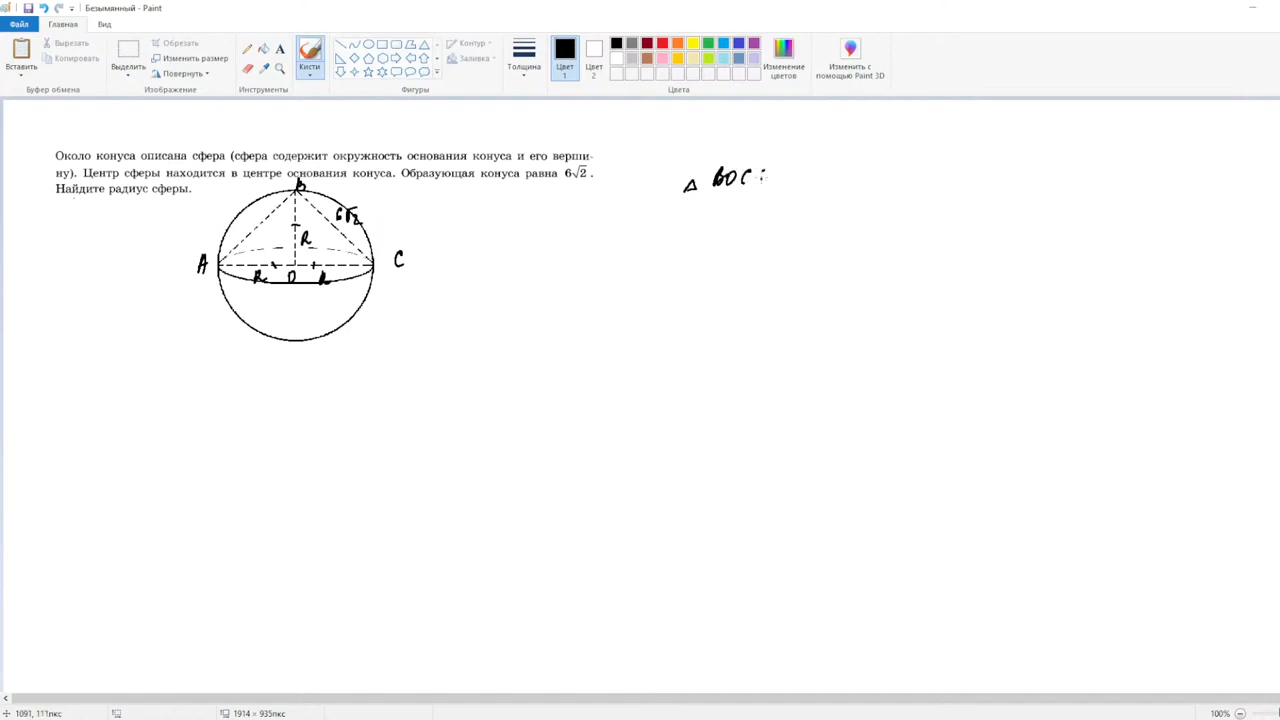 Безымянный - Paint
Файл
Главная
Вид
Вставить
Вырезать
Копировать
Буфер обмена
Выделить
Обрезать
Изменить размер
Повернуть
Изображение
A
Инструменты
Кисти
Контур
Заливка
Фигуры
Толщина
Цвет 1
Цвет 2
Изменение цветов
Цвета
Изменить с помощью Paint 3D
Около конуса описана сфера (сфера содержит окружность основания конуса и его верши-
ну). Центр сферы находится в центре основания конуса. Образующая конуса равна 6√2 .
Найдите радиус сферы.
△ BOC :
B
6√2
R
A
C
R
O
R
1091, 111пкс
1914 × 935пкс
100%